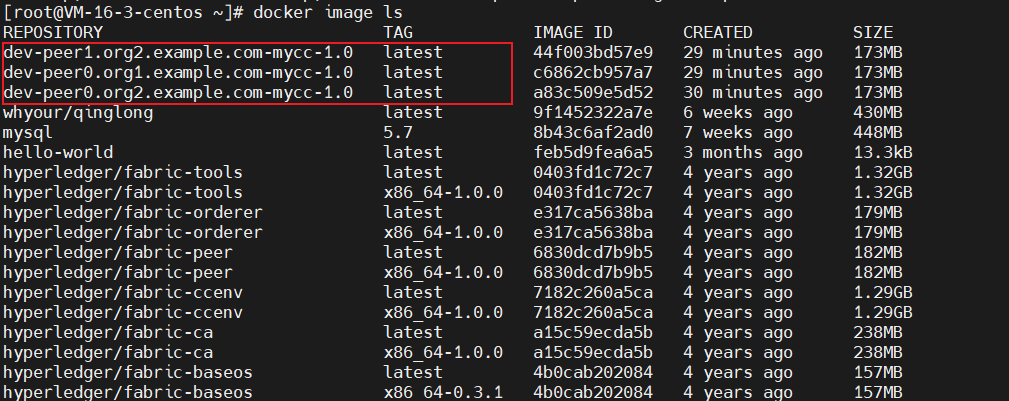 [root@VM-16-3-centos ~]# docker image ls
REPOSITORY TAG IMAGE ID CREATED SIZE
dev-peer1.org2.example.com-mycc-1.0 latest 44f003bd57e9 29 minutes ago 173MB
dev-peer0.org1.example.com-mycc-1.0 latest c6862cb957a7 29 minutes ago 173MB
dev-peer0.org2.example.com-mycc-1.0 latest a83c509e5d52 30 minutes ago 173MB
whyour/qinglong latest 9f1452322a7e 6 weeks ago 430MB
mysql 5.7 8b43c6af2ad0 7 weeks ago 448MB
hello-world latest feb5d9fea6a5 3 months ago 13.3kB
hyperledger/fabric-tools latest 0403fd1c72c7 4 years ago 1.32GB
hyperledger/fabric-tools x86_64-1.0.0 0403fd1c72c7 4 years ago 1.32GB
hyperledger/fabric-orderer latest e317ca5638ba 4 years ago 179MB
hyperledger/fabric-orderer x86_64-1.0.0 e317ca5638ba 4 years ago 179MB
hyperledger/fabric-peer latest 6830dcd7b9b5 4 years ago 182MB
hyperledger/fabric-peer x86_64-1.0.0 6830dcd7b9b5 4 years ago 182MB
hyperledger/fabric-ccenv latest 7182c260a5ca 4 years ago 1.29GB
hyperledger/fabric-ccenv x86_64-1.0.0 7182c260a5ca 4 years ago 1.29GB
hyperledger/fabric-ca latest a15c59ecda5b 4 years ago 238MB
hyperledger/fabric-ca x86_64-1.0.0 a15c59ecda5b 4 years ago 238MB
hyperledger/fabric-baseos latest 4b0cab202084 4 years ago 157MB
hyperledger/fabric-baseos x86_64-0.3.1 4b0cab202084 4 years ago 157MB